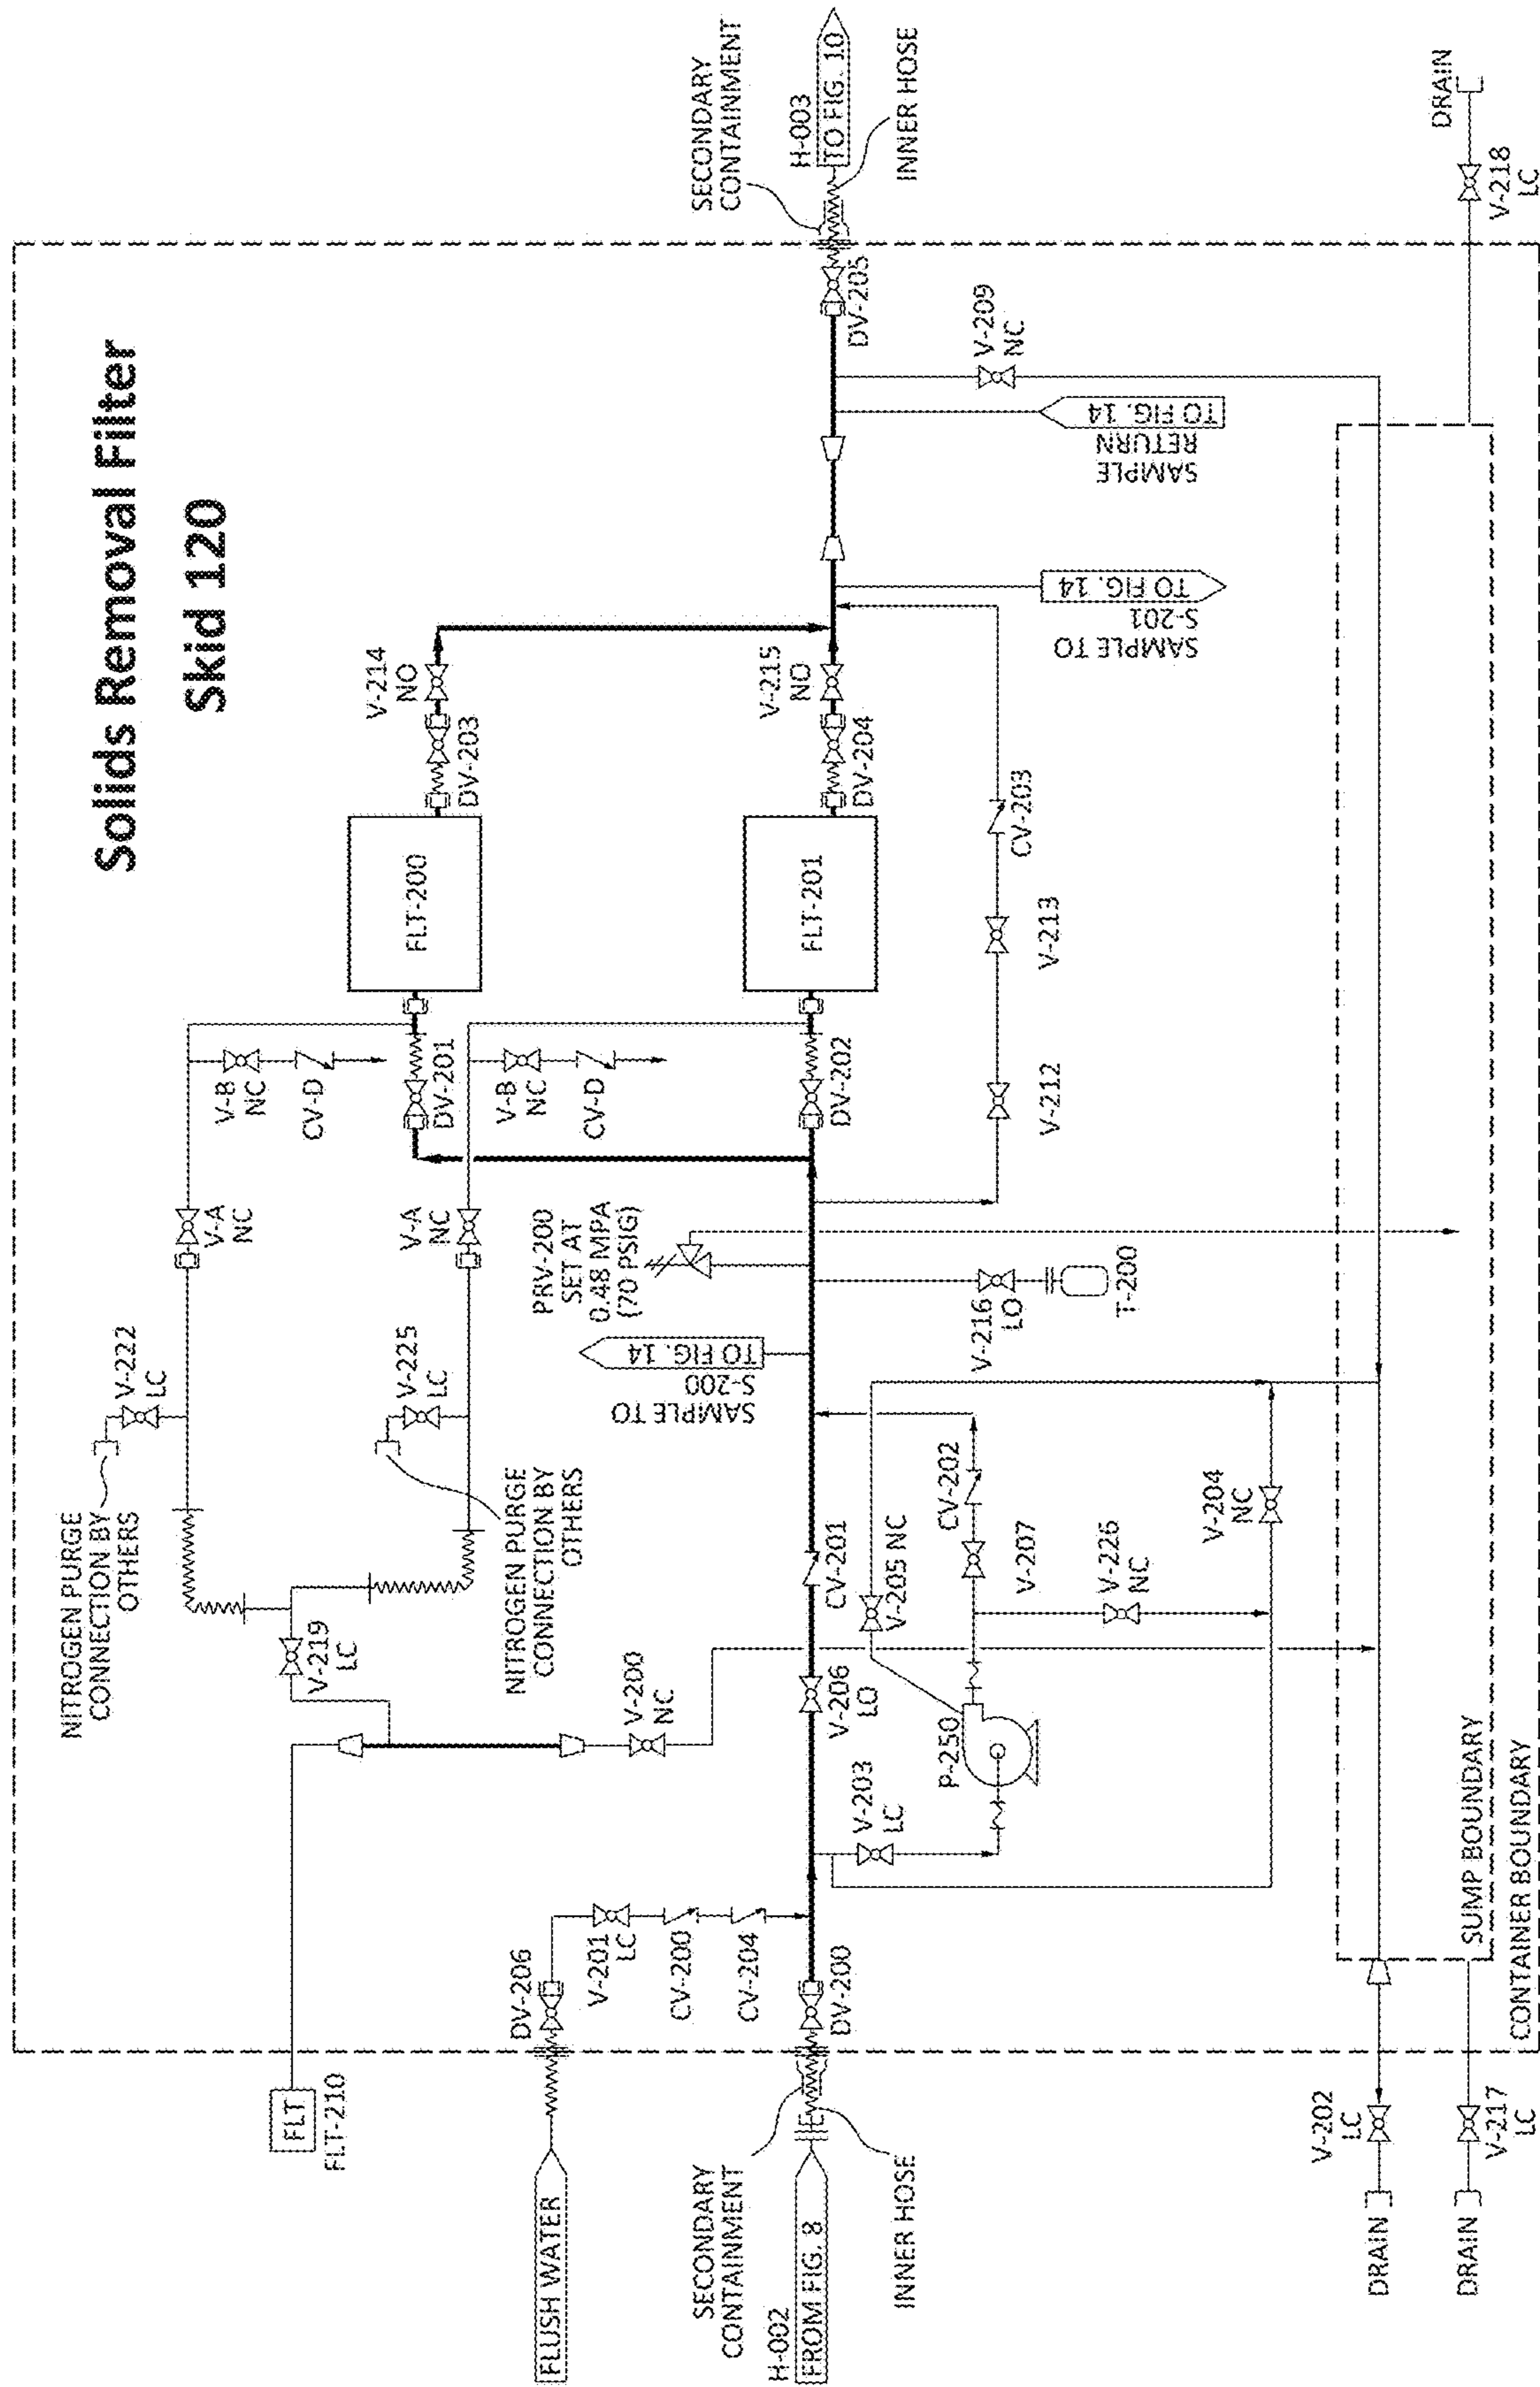 Solids Removal Filter
Skid 120
NITROGEN PURGE
CONNECTION BY
OTHERS
V-222
LC
V-A
NC
V-B
NC
CV-D
FLT
FLT-210
V-219
LC
V-225
LC
NITROGEN PURGE
CONNECTION BY
OTHERS
V-A
NC
DV-201
V-B
NC
CV-D
FLT-200
DV-203
V-214
NO
FLUSH WATER
DV-206
V-201
LC
CV-200
CV-204
V-200
NC
SAMPLE TO
S-200
TO FIG. 14
PRV-200
SET AT
0.48 MPA
(70 PSIG)
SECONDARY
CONTAINMENT
H-002
FROM FIG. 8
INNER HOSE
DV-200
V-206
LO
CV-201
DV-202
FLT-201
DV-204
V-215
NO
DV-205
SECONDARY
CONTAINMENT
H-003
TO FIG. 10
INNER HOSE
V-203
LC
P-250
V-205 NC
CV-202
V-207
V-226
NC
V-204
NC
V-216
LO
T-200
V-212
V-213
CV-203
SAMPLE TO
S-201
TO FIG. 14
SAMPLE
RETURN
TO FIG. 14
V-209
NC
DRAIN
V-202
LC
DRAIN
V-217
LC
SUMP BOUNDARY
CONTAINER BOUNDARY
V-218
LC
DRAIN